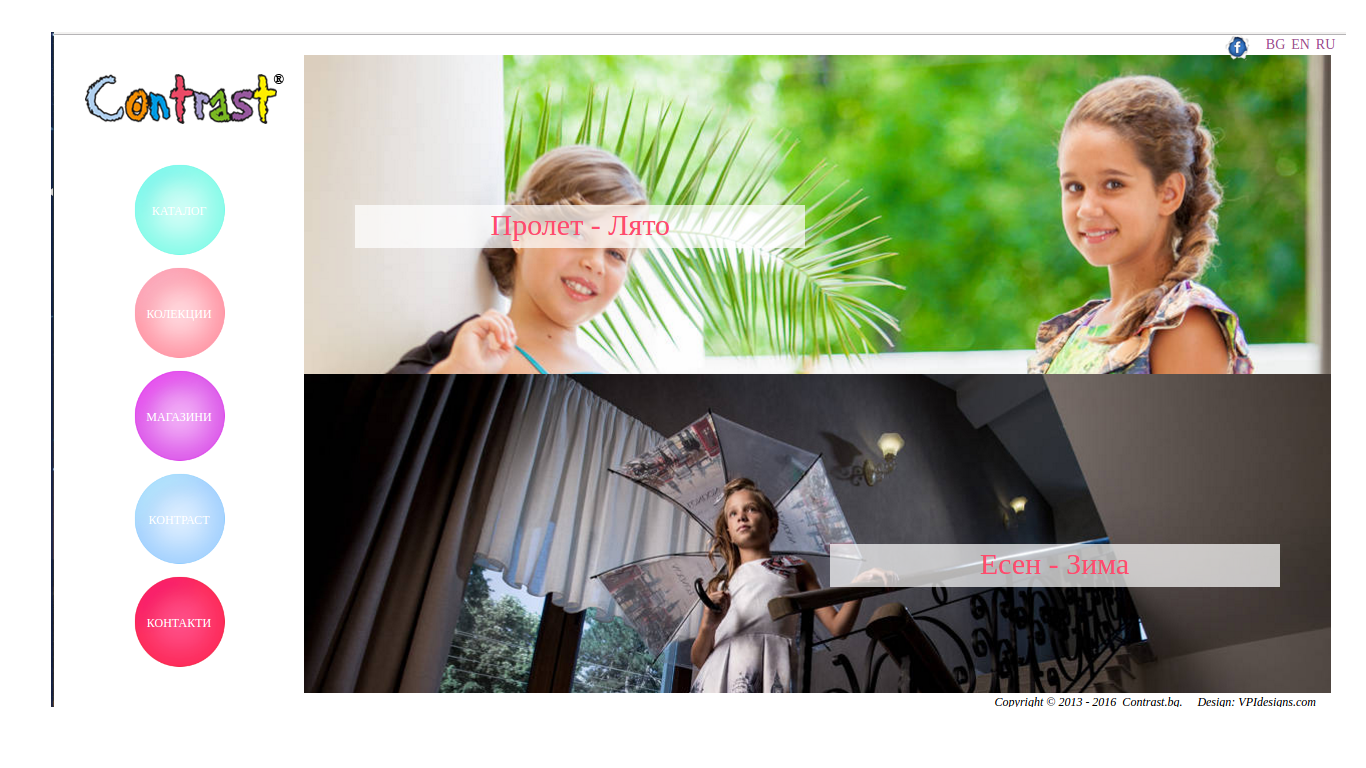 BG EN RU
Contrast®
КАТАЛОГ
КОЛЕКЦИИ
МАГАЗИНИ
КОНТРАСТ
КОНТАКТИ
Пролет - Лято
Есен - Зима
Copyright © 2013 - 2016 Contrast.bg. Design: VPIdesigns.com